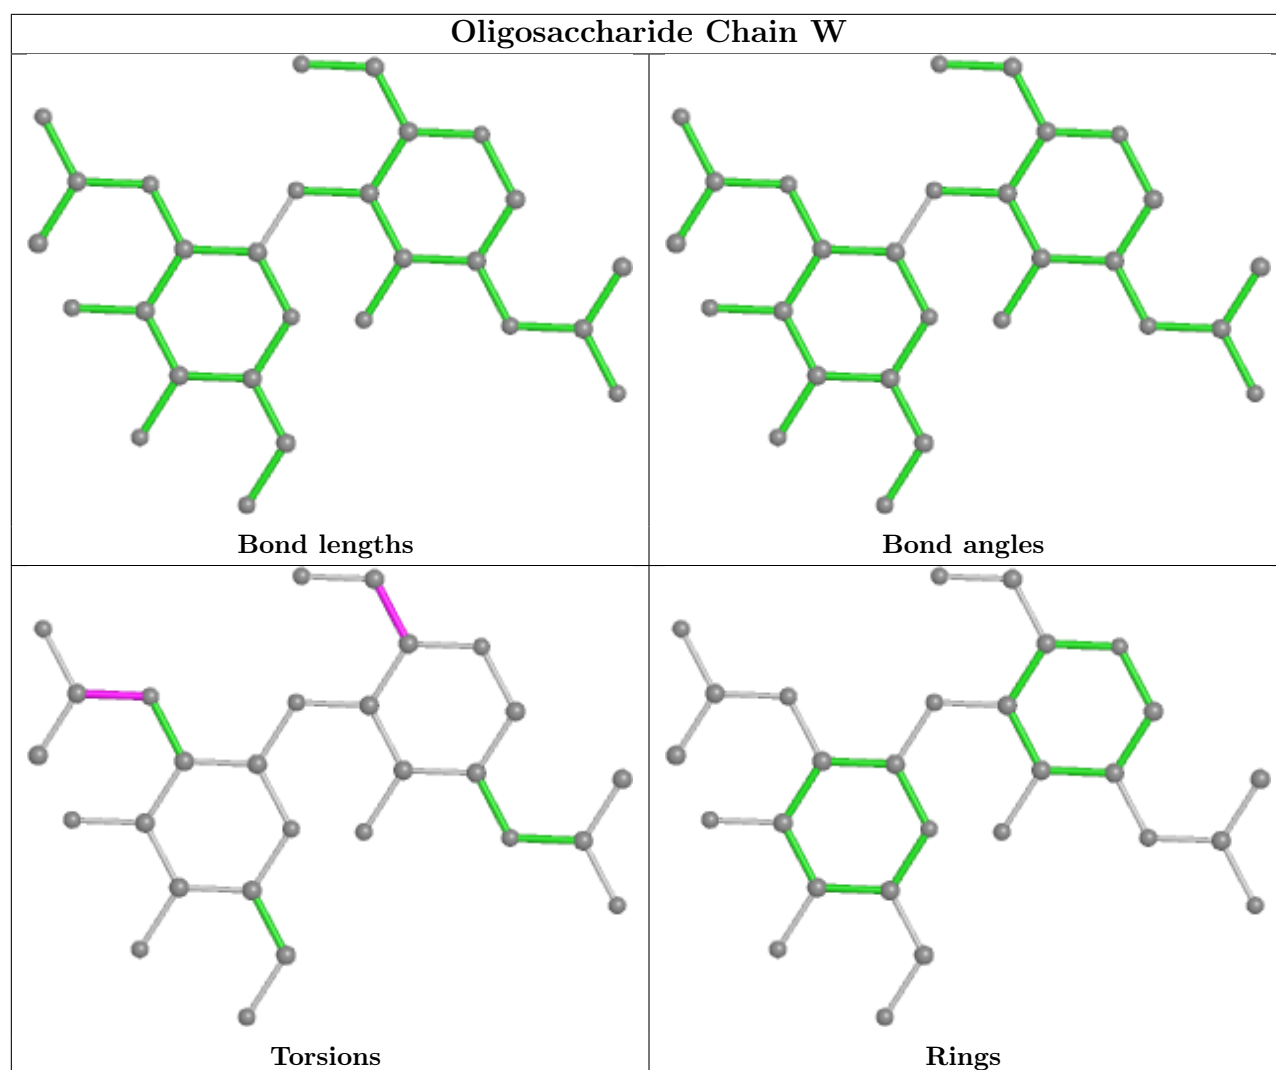 Oligosaccharide Chain W
Bond lengths
Bond angles
Torsions
Rings